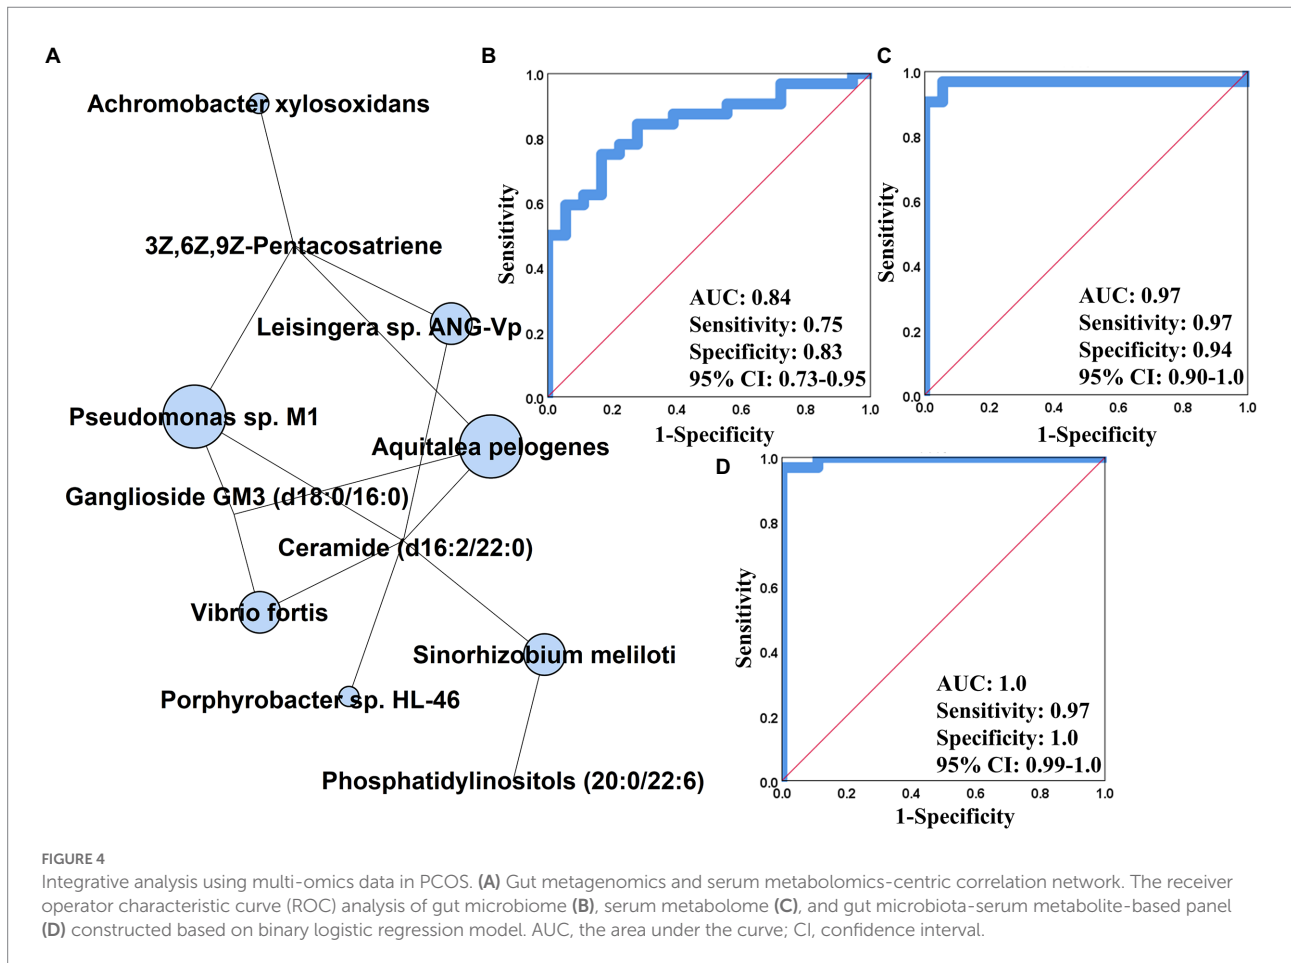 A
Achromobacter xylosoxidans
3Z,6Z,9Z-Pentacosatriene
Leisingera sp. ANG-Vp
Pseudomonas sp. M1
Aquitalea pelogenes
Ganglioside GM3 (d18:0/16:0)
Ceramide (d16:2/22:0)
Vibrio fortis
Sinorhizobium meliloti
Porphyrobacter sp. HL-46
Phosphatidylinositols (20:0/22:6)
B
1.0
0.8
0.6
0.4
0.2
0.0
Sensitivity
AUC: 0.84
Sensitivity: 0.75
Specificity: 0.83
95% CI: 0.73-0.95
0.0 0.2 0.4 0.6 0.8 1.0
1-Specificity
C
1.0
0.8
0.6
0.4
0.2
0.0
Sensitivity
AUC: 0.97
Sensitivity: 0.97
Specificity: 0.94
95% CI: 0.90-1.0
0.0 0.2 0.4 0.6 0.8 1.0
1-Specificity
D
1.0
0.8
0.6
0.4
0.2
0.0
Sensitivity
AUC: 1.0
Sensitivity: 0.97
Specificity: 1.0
95% CI: 0.99-1.0
0.0 0.2 0.4 0.6 0.8 1.0
1-Specificity
FIGURE 4
Integrative analysis using multi-omics data in PCOS. (A) Gut metagenomics and serum metabolomics-centric correlation network. The receiver
operator characteristic curve (ROC) analysis of gut microbiome (B), serum metabolome (C), and gut microbiota-serum metabolite-based panel
(D) constructed based on binary logistic regression model. AUC, the area under the curve; CI, confidence interval.